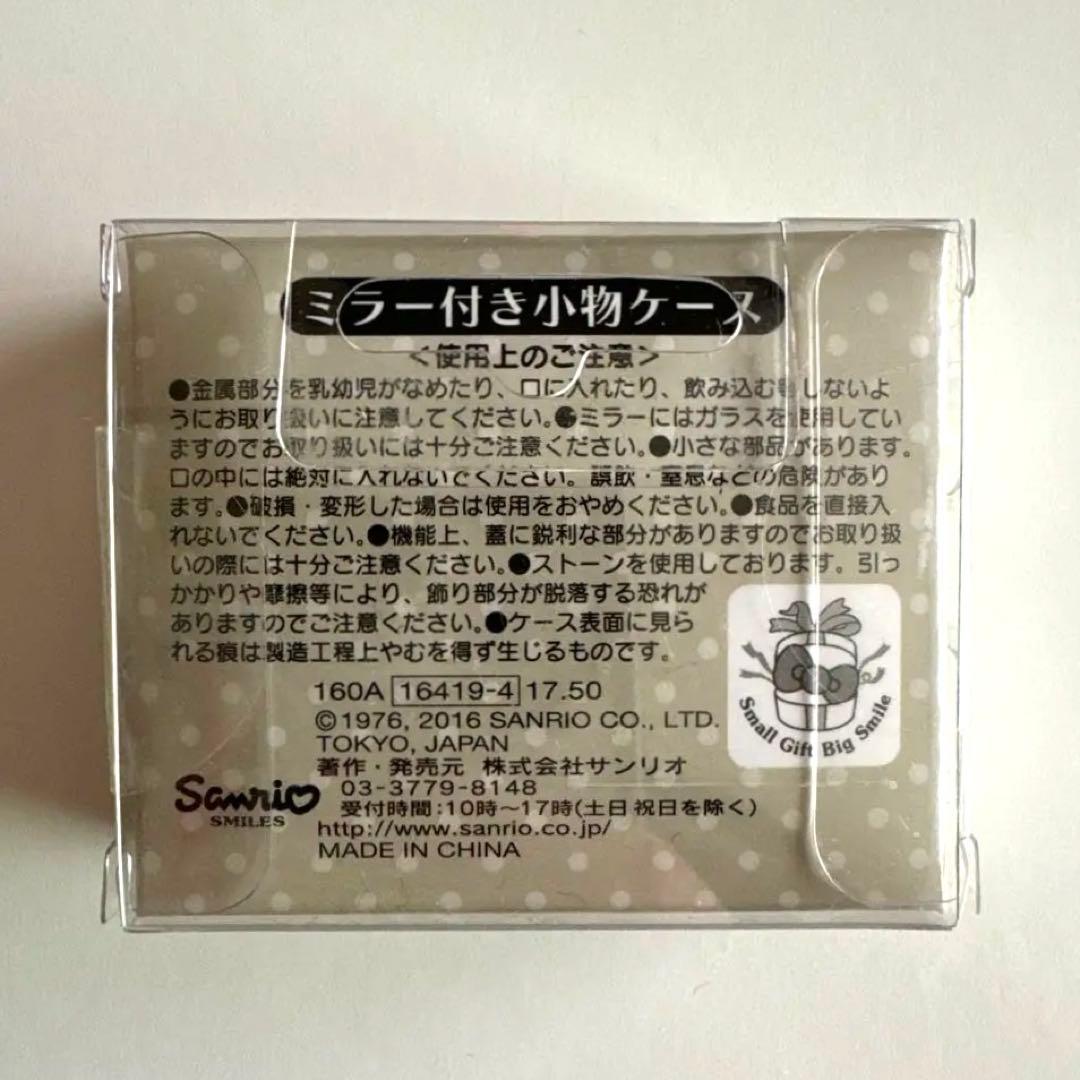 ミラー付き小物ケース
<使用上のご注意>
●金属部分を乳幼児がなめたり、口に入れたり、飲み込む事しないよ
うにお取り扱いに注意してください。●ミラーにはガラスを使用してい
ますのでお取り扱いには十分ご注意ください。●小さな部品があります。
口の中には絶対に入れないでください。誤飲・窒息などの危険があり
ます。●破損・変形した場合は使用をおやめください。●食品を直接入
れないでください。●機能上、蓋に鋭利な部分がありますのでお取り扱
いの際には十分ご注意ください。●ストーンを使用しております。引っ
かかりや摩擦等により、飾り部分が脱落する恐れが
ありますのでご注意ください。●ケース表面に見ら
れる痕は製造工程上やむを得ず生じるものです。
Small Gift Big Smile
160A 16419-4 17.50
©1976, 2016 SANRIO CO., LTD.
TOKYO, JAPAN
著作・発売元 株式会社サンリオ
03-3779-8148
受付時間:10時〜17時(土日祝日を除く)
http://www.sanrio.co.jp/
MADE IN CHINA
Sanrio
SMILES